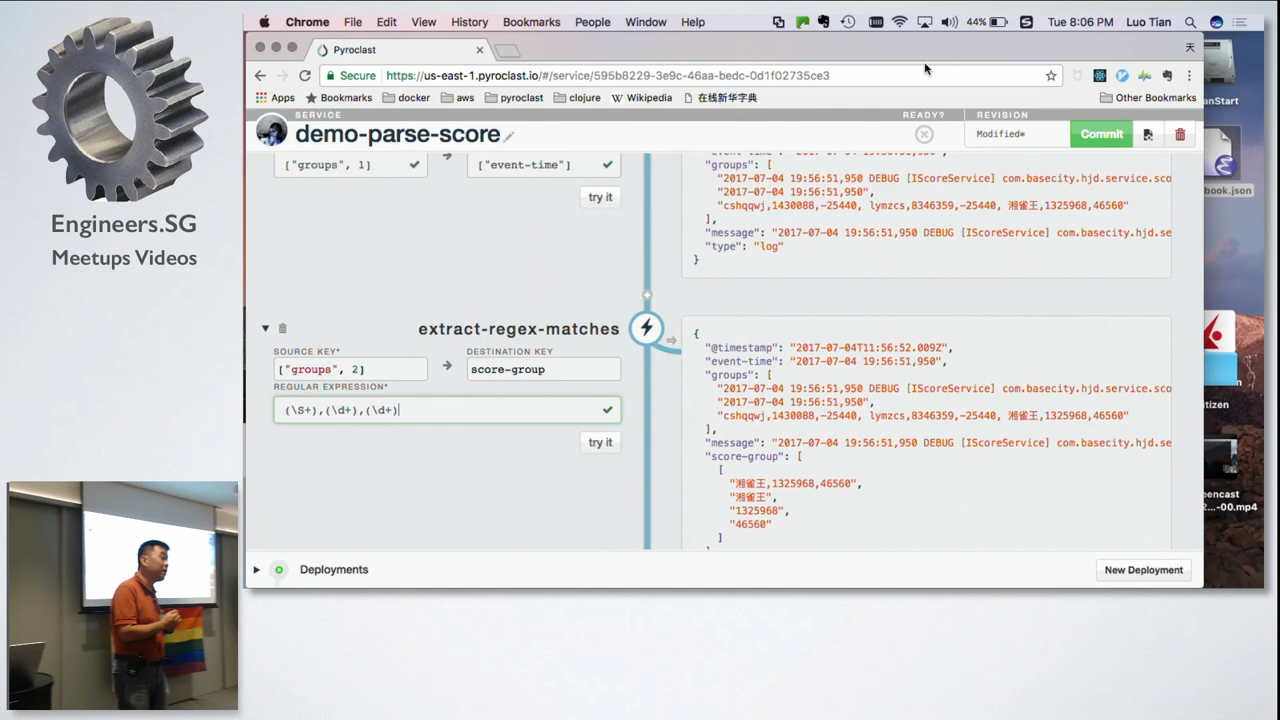 Chrome File Edit View History Bookmarks People Window Help 44% Tue 8:06 PM Luo Tian
Pyroclast
天
Secure https://us-east-1.pyroclast.io/#/service/595b8229-3e9c-46aa-bedc-0d1f02735ce3
Apps Bookmarks docker aws pyroclast clojure Wikipedia 在线新华字典 Other Bookmarks
SERVICE READY? REVISION
demo-parse-score Modified* Commit
["groups", 1] ["event-time"]
try it
"groups": [
"2017-07-04 19:56:51,950 DEBUG [IScoreService] com.basecity.hjd.service.sco
"2017-07-04 19:56:51,950",
"cshqqwj,1430088,-25440, lymzcs,8346359,-25440, 湘雀王,1325968,46560"
],
"message": "2017-07-04 19:56:51,950 DEBUG [IScoreService] com.basecity.hjd.se
"type": "log"
}
extract-regex-matches
SOURCE KEY* DESTINATION KEY
["groups", 2] score-group
REGULAR EXPRESSION*
(\S+),(\d+),(\d+)
try it
{
"@timestamp": "2017-07-04T11:56:52.009Z",
"event-time": "2017-07-04 19:56:51,950",
"groups": [
"2017-07-04 19:56:51,950 DEBUG [IScoreService] com.basecity.hjd.service.sco
"2017-07-04 19:56:51,950",
"cshqqwj,1430088,-25440, lymzcs,8346359,-25440, 湘雀王,1325968,46560"
],
"message": "2017-07-04 19:56:51,950 DEBUG [IScoreService] com.basecity.hjd.se
"score-group": [
[
"湘雀王,1325968,46560",
"湘雀王",
"1325968",
"46560"
]
Deployments New Deployment
Engineers.SG
Meetups Videos
anStart
book.json
tizen
eencast
2...-00.mp4